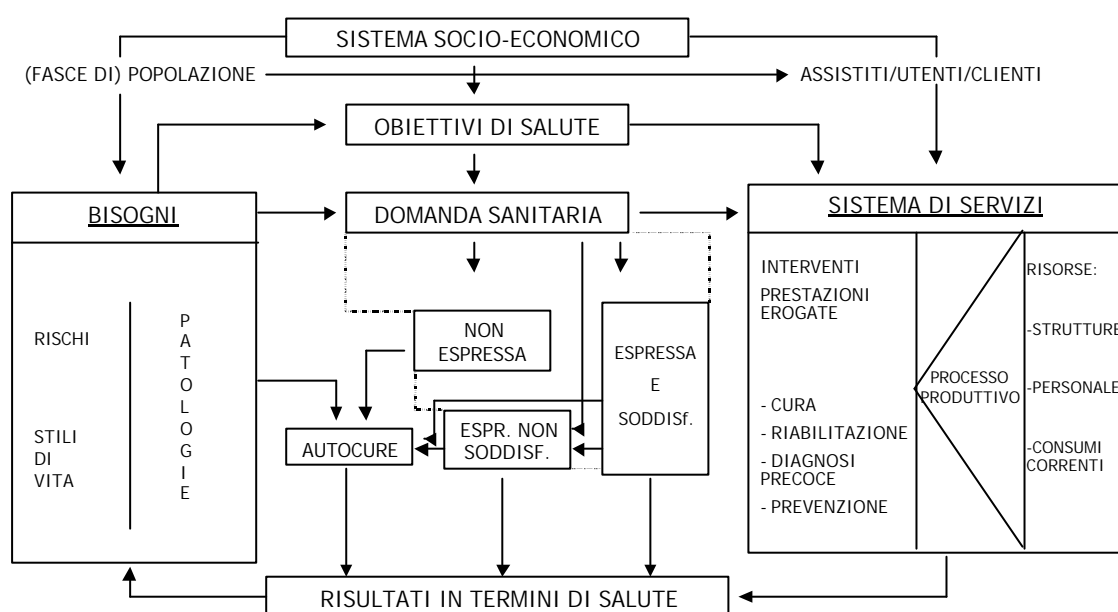 SISTEMA SOCIO-ECONOMICO
(FASCE DI) POPOLAZIONE
ASSISTITI/UTENTI/CLIENTI
OBIETTIVI DI SALUTE
BISOGNI
RISCHI
STILI
DI
VITA
PATOLOGIE
DOMANDA SANITARIA
NON
ESPRESSA
ESPRESSA
E
SODDISf.
AUTOCURE
ESPR. NON
SODDISF.
SISTEMA DI SERVIZI
INTERVENTI
PRESTAZIONI
EROGATE
- CURA
- RIABILITAZIONE
- DIAGNOSI
PRECOCE
- PREVENZIONE
PROCESSO
PRODUTTIVO
RISORSE:
-STRUTTURE
-PERSONALE
-CONSUMI
CORRENTI
RISULTATI IN TERMINI DI SALUTE